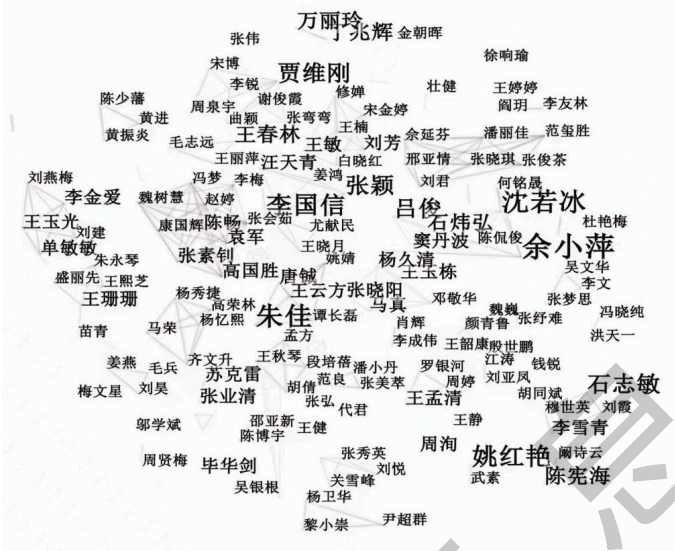 万丽玲
丁兆辉 金朝晖
张伟
徐响瑜
宋博
贾维刚
李锐 修婵 壮健 王婷婷
陈少藩 周泉宇 谢俊霞 宋金婷 阎玥 李友林
黄进 曲颖 张弯弯
黄振炎 毛志远 王春林 王楠 刘芳 佘延芬 潘丽佳 范玺胜
王敏
王丽萍 汪天青 白晓红 邢亚情 张晓琪 张俊茶
刘燕梅 冯梦 李梅 姜鸿 张颖 刘君 何铭晟
李金爱 魏树慧 赵婷 李国信 吕俊 沈若冰
王玉光 刘建 康国辉 陈畅 张会茹 尤献民 石炜弘 杜艳梅
单敏敏 袁军 王晓月 窦丹波 陈侃俊 余小萍
朱永琴 张素钊 姚婧 杨久清 吴文华
盛丽先 王熙芝 高国胜 唐铖 王玉栋 李文
王珊珊 杨秀捷 王云方 张晓阳 邓敬华 张梦思
高荣林 朱佳 马真 魏巍 冯晓纯
苗青 马荣 杨忆熙 谭长磊 肖辉 颜青鲁 张纾难
孟方 李成伟 王韶康 殷世鹏 洪天一
姜燕 毛兵 齐文升 王秋琴 段培蓓 潘小丹 罗银河 江涛 钱锐
苏克雷 范良 周婷 刘亚凤 石志敏
梅文星 刘昊 张业清 胡倩 张美萃 王孟清 胡同斌
张弘 代君 穆世英 刘霞
邬学斌 邵亚新 王健 王静 李雪青
陈博宇 周洵
周贤梅 毕华剑 张秀英 姚红艳 阚诗云
刘悦 武素 陈宪海
吴银根 关雪峰
杨卫华
黎小崇 尹超群